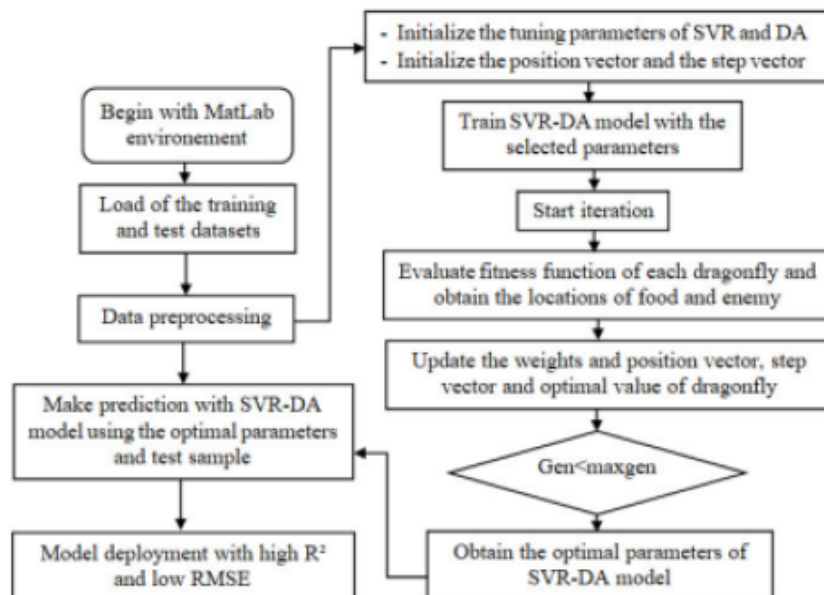 Begin with MatLab
environement
Load of the training
and test datasets
Data preprocessing
Make prediction with SVR-DA
model using the optimal parameters
and test sample
Model deployment with high R²
and low RMSE
- Initialize the tuning parameters of SVR and DA
- Initialize the position vector and the step vector
Train SVR-DA model with the
selected parameters
Start iteration
Evaluate fitness function of each dragonfly and
obtain the locations of food and enemy
Update the weights and position vector, step
vector and optimal value of dragonfly
Gen<maxgen
Obtain the optimal parameters of
SVR-DA model